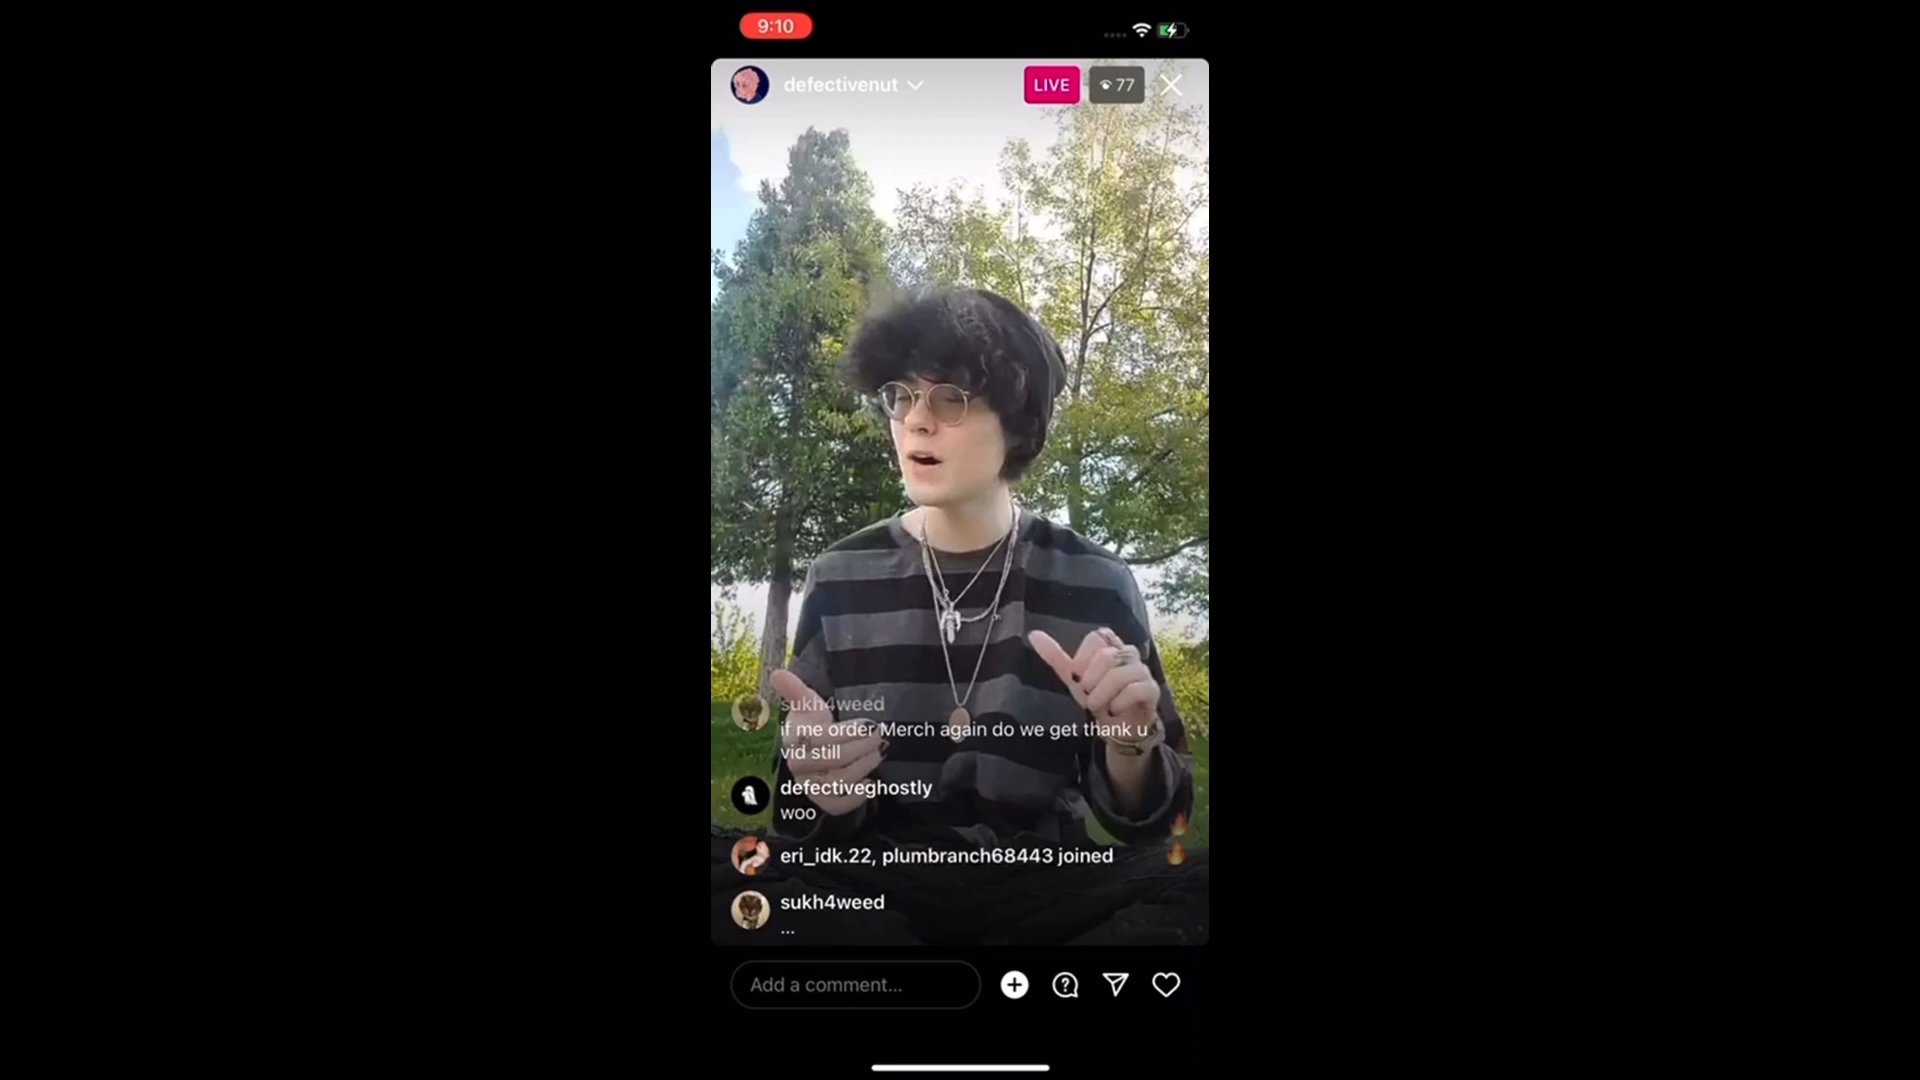 9:10
defectivenut
LIVE
77
sukh4weed
if me order Merch again do we get thank u
vid still
defectiveghostly
woo
eri_idk.22, plumbranch68443 joined
sukh4weed
...
Add a comment...